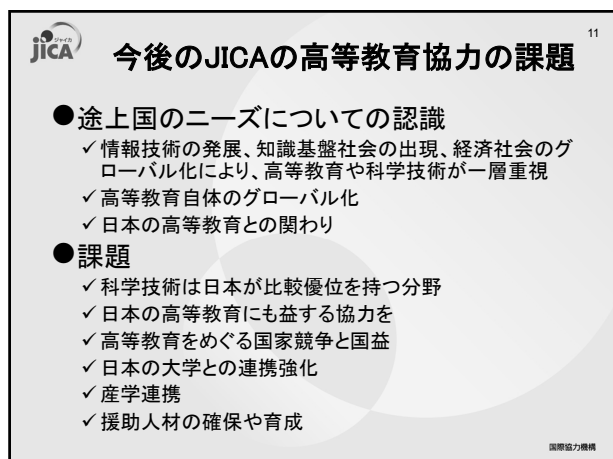 11
ジャイカ
jICA
今後のJICAの高等教育協力の課題
●途上国のニーズについての認識
✓情報技術の発展、知識基盤社会の出現、経済社会のグ
ローバル化により、高等教育や科学技術が一層重視
✓高等教育自体のグローバル化
✓日本の高等教育との関わり
●課題
✓科学技術は日本が比較優位を持つ分野
✓日本の高等教育にも益する協力を
✓高等教育をめぐる国家競争と国益
✓日本の大学との連携強化
✓産学連携
✓援助人材の確保や育成
国際協力機構